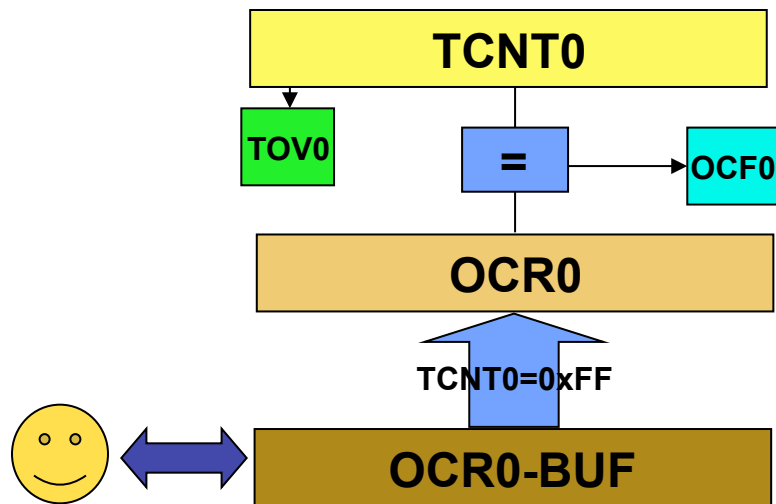 TCNT0
TOV0
=
OCF0
OCR0
TCNT0=0xFF
OCR0-BUF